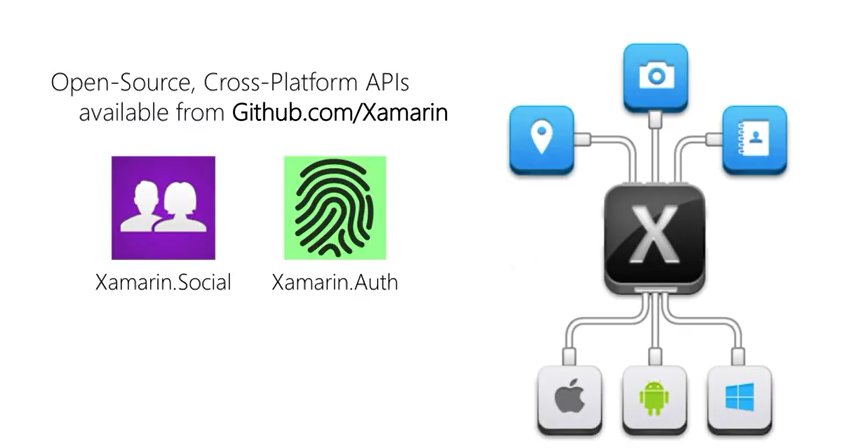 Open-Source, Cross-Platform APIs
available from Github.com/Xamarin
Xamarin.Social
Xamarin.Auth
X